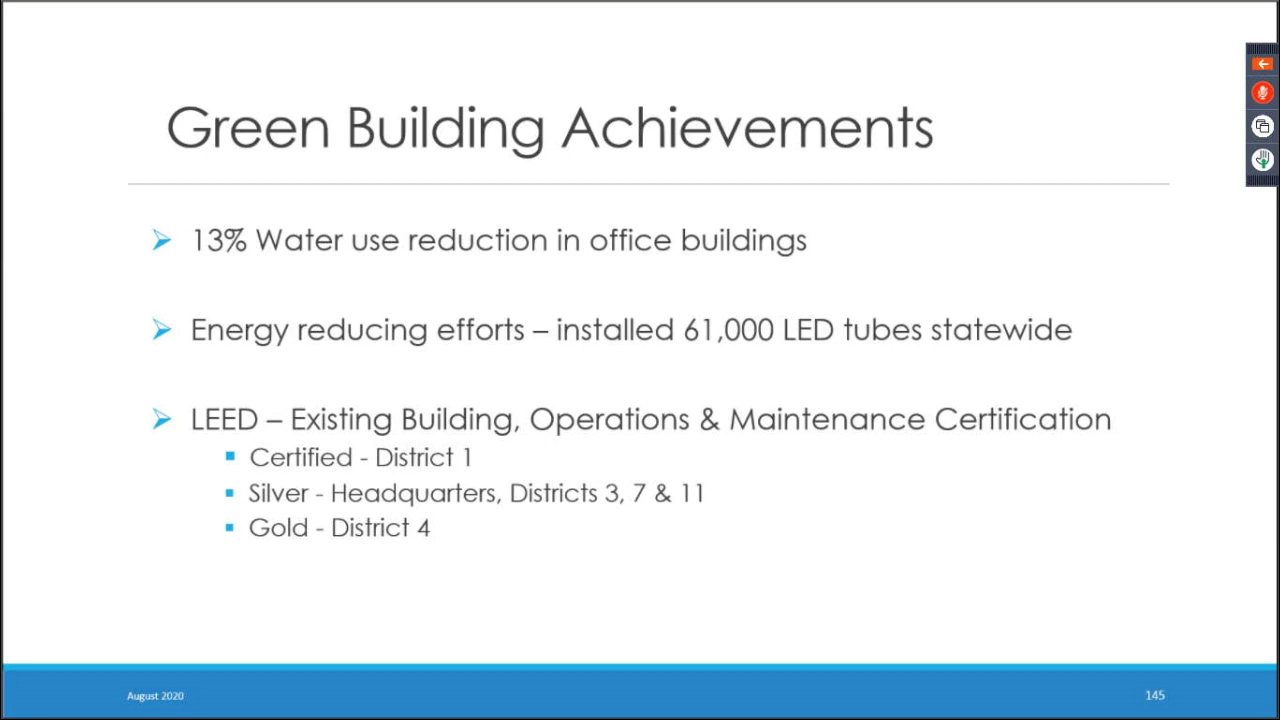 Green Building Achievements
13% Water use reduction in office buildings
Energy reducing efforts – installed 61,000 LED tubes statewide
LEED – Existing Building, Operations & Maintenance Certification
Certified - District 1
Silver - Headquarters, Districts 3, 7 & 11
Gold - District 4
August 2020
145